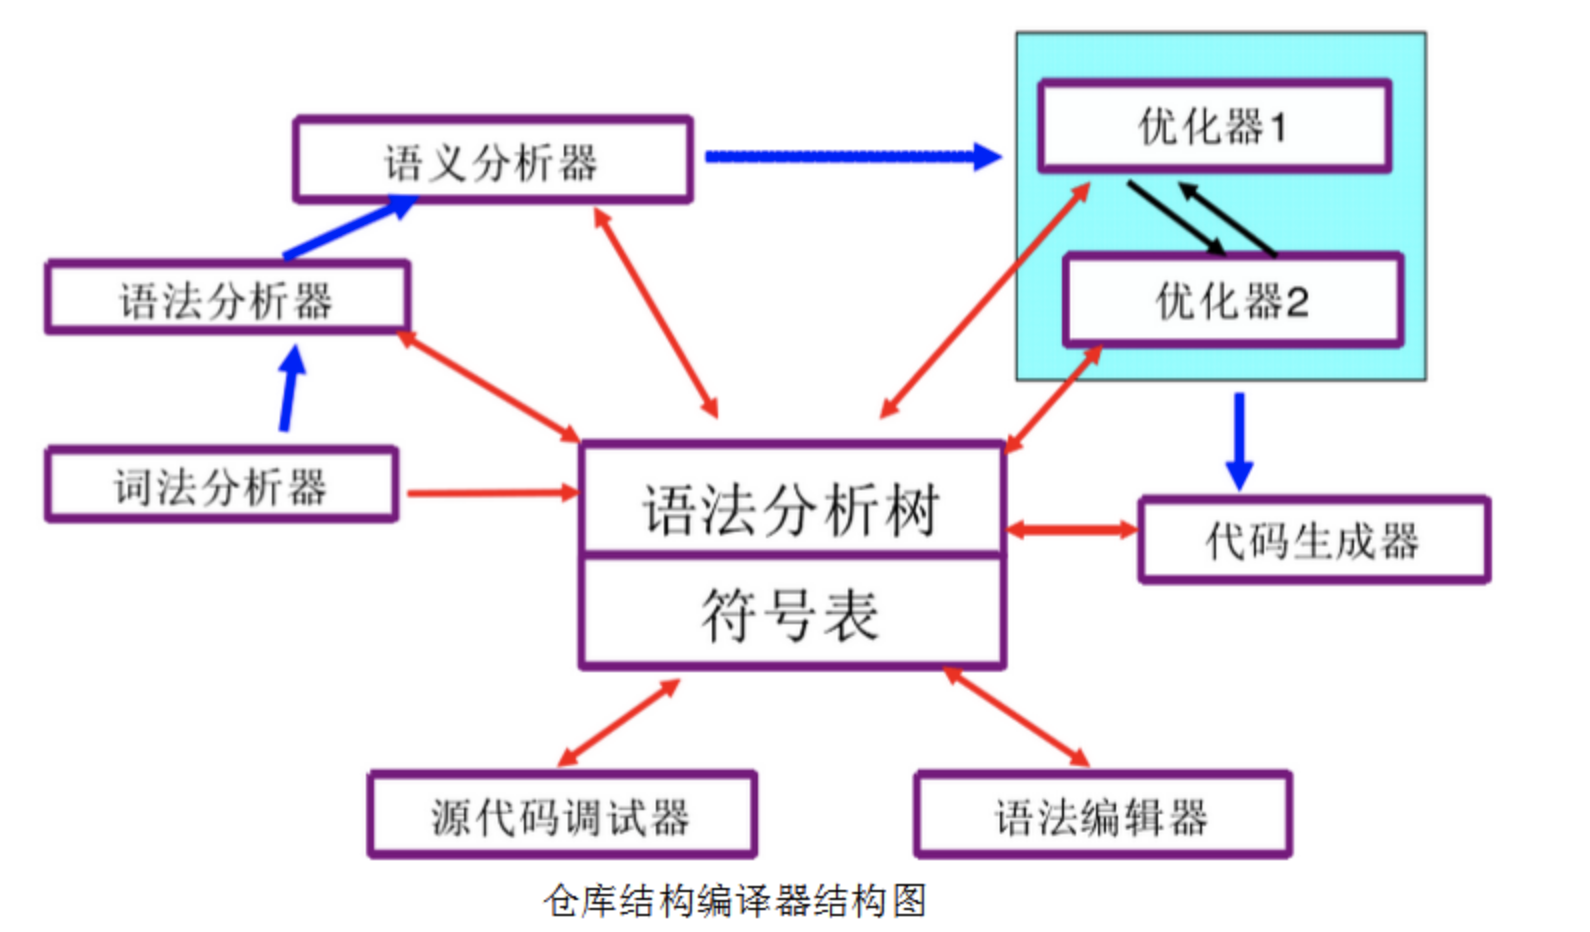 优化器1
语义分析器
语法分析器
优化器2
词法分析器
语法分析树
代码生成器
符号表
源代码调试器
语法编辑器
仓库结构编译器结构图